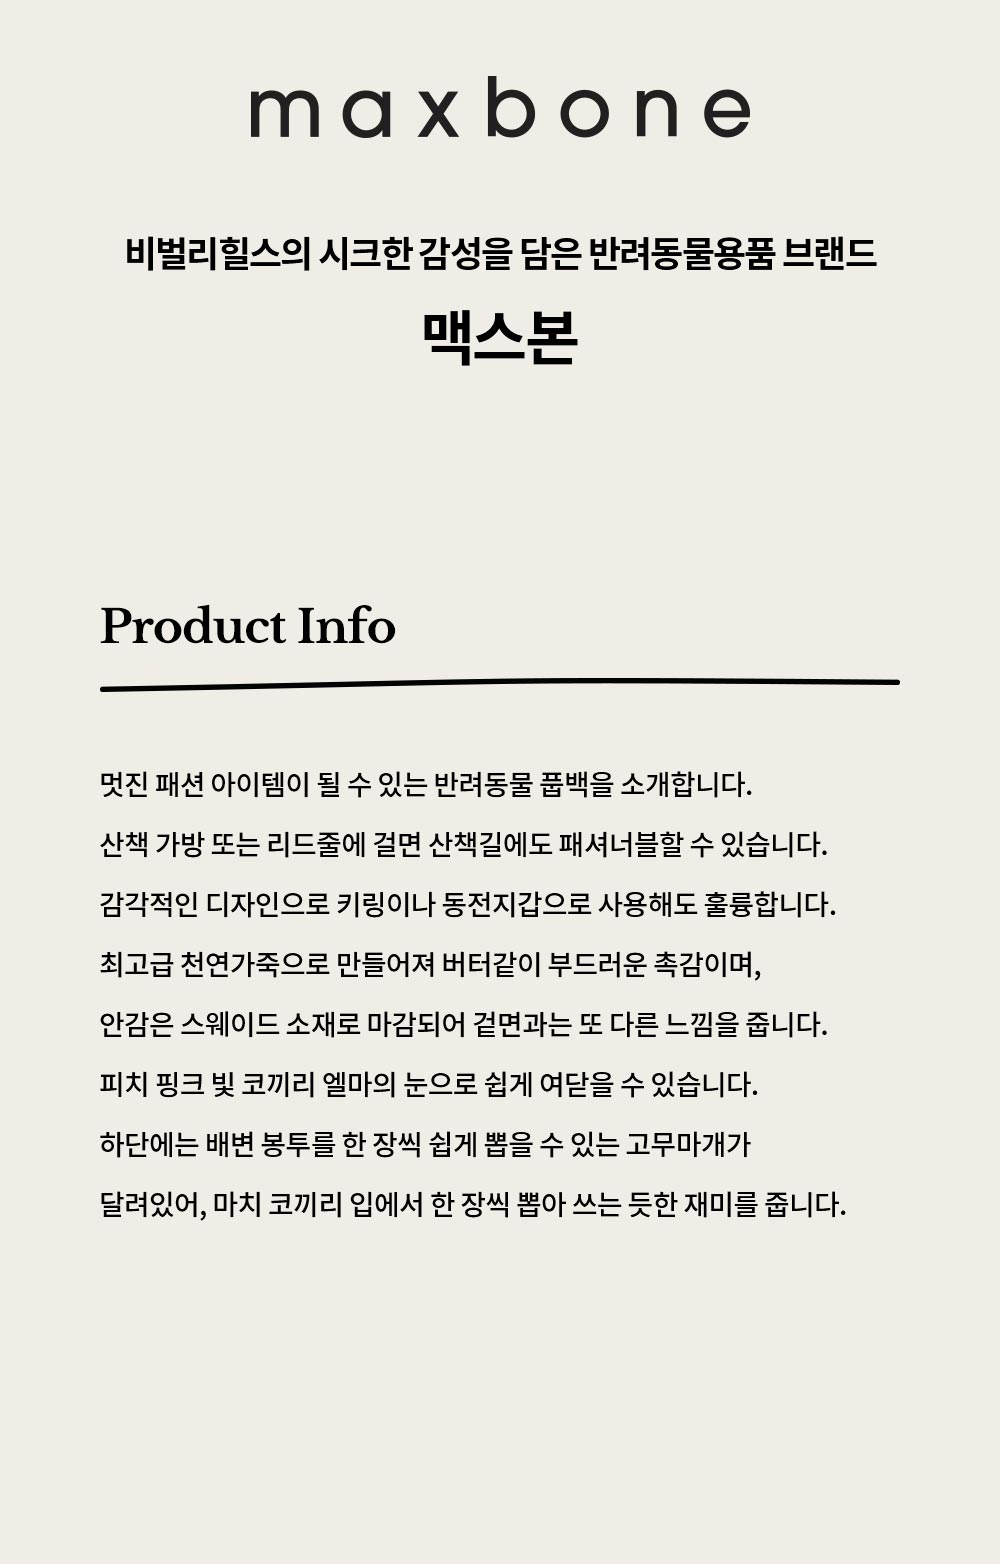 maxbone
비벌리힐스의 시크한 감성을 담은 반려동물용품 브랜드
맥스본
Product Info
멋진 패션 아이템이 될 수 있는 반려동물 풉백을 소개합니다.
산책 가방 또는 리드줄에 걸면 산책길에도 패셔너블할 수 있습니다.
감각적인 디자인으로 키링이나 동전지갑으로 사용해도 훌륭합니다.
최고급 천연가죽으로 만들어져 버터같이 부드러운 촉감이며,
안감은 스웨이드 소재로 마감되어 겉면과는 또 다른 느낌을 줍니다.
피치 핑크 빛 코끼리 엘마의 눈으로 쉽게 여닫을 수 있습니다.
하단에는 배변 봉투를 한 장씩 쉽게 뽑을 수 있는 고무마개가
달려있어, 마치 코끼리 입에서 한 장씩 뽑아 쓰는 듯한 재미를 줍니다.